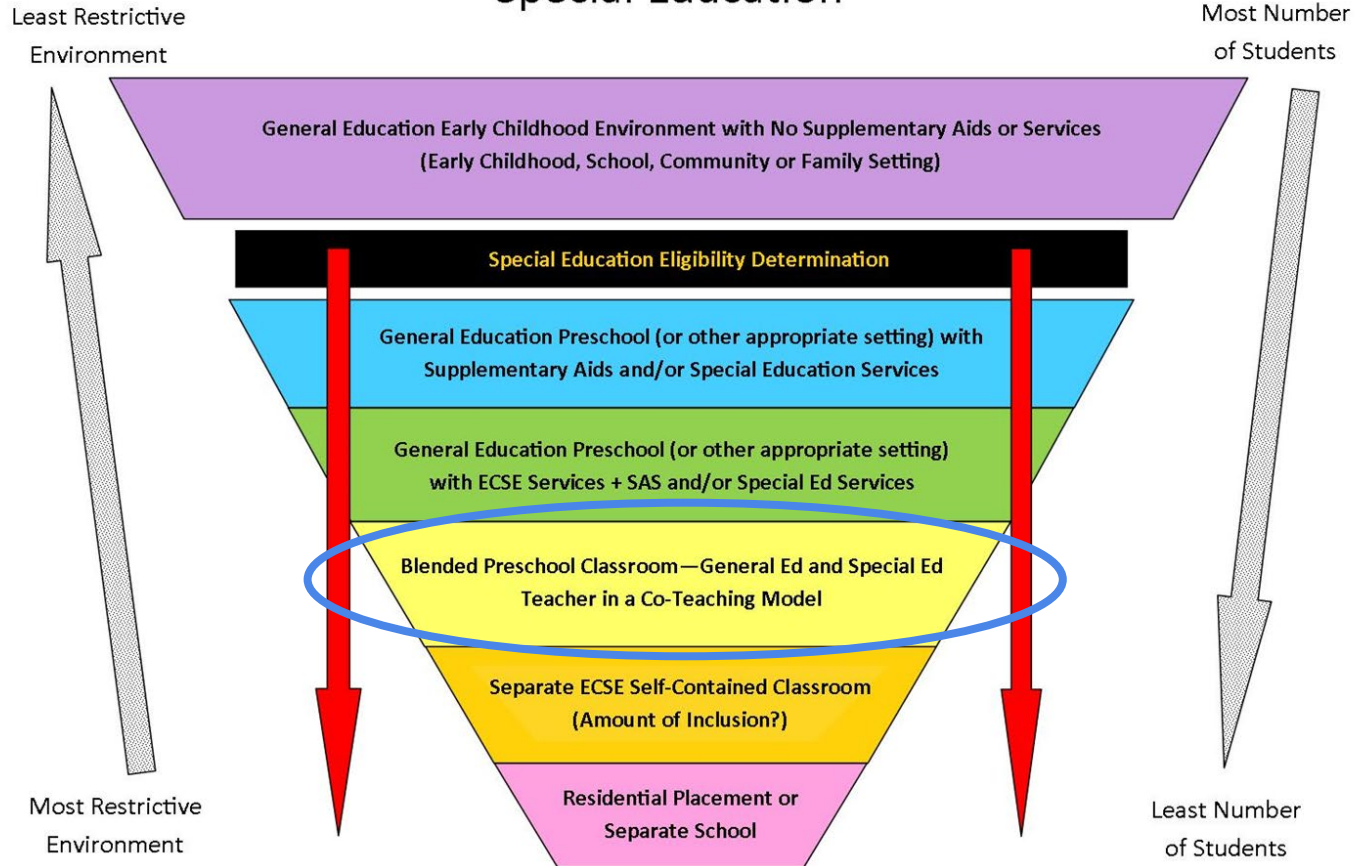 Special Education
Least Restrictive
Environment
Most Number
of Students
General Education Early Childhood Environment with No Supplementary Aids or Services
(Early Childhood, School, Community or Family Setting)
Special Education Eligibility Determination
General Education Preschool (or other appropriate setting) with
Supplementary Aids and/or Special Education Services
General Education Preschool (or other appropriate setting)
with ECSE Services + SAS and/or Special Ed Services
Blended Preschool Classroom—General Ed and Special Ed
Teacher in a Co-Teaching Model
Separate ECSE Self-Contained Classroom
(Amount of Inclusion?)
Residential Placement or
Separate School
Most Restrictive
Environment
Least Number
of Students